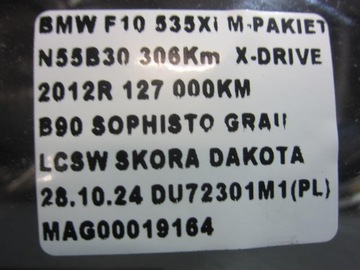 BMW F10 535Xi M-PAKIET
N55B30 306Km X-DRIVE
2012R 127 000KM
B90 SOPHISTO GRAU
LCSW SKORA DAKOTA
28.10.24 DU72301M1(PL)
MAG00019164